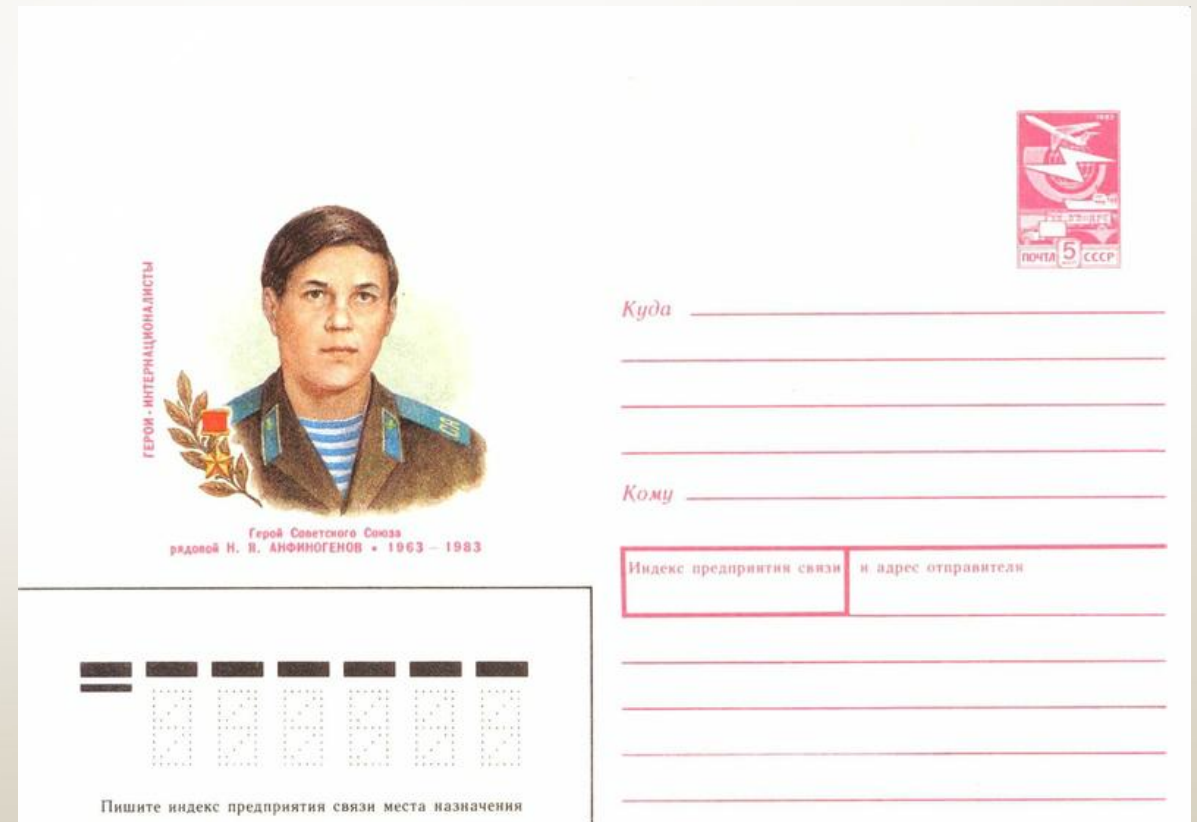 ГЕРОИ - ИНТЕРНАЦИОНАЛИСТЫ
СА
Герой Советского Союза
рядовой Н. Я. АНФИНОГЕНОВ • 1963 – 1983
ПОЧТА 5 СССР
Куда
Кому
Индекс предприятия связи и адрес отправителя
Пишите индекс предприятия связи места назначения